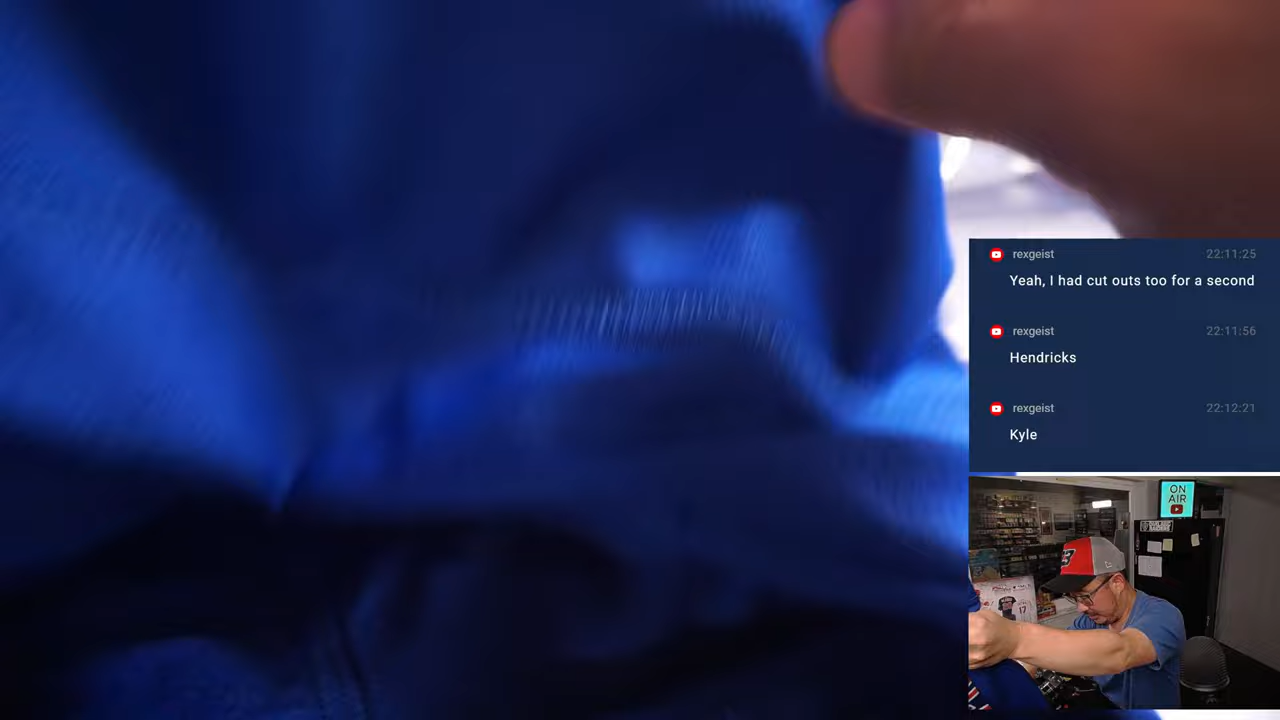 rexgeist 22:11:25
Yeah, I had cut outs too for a second
rexgeist 22:11:56
Hendricks
rexgeist 22:12:21
Kyle
ON
AIR
17